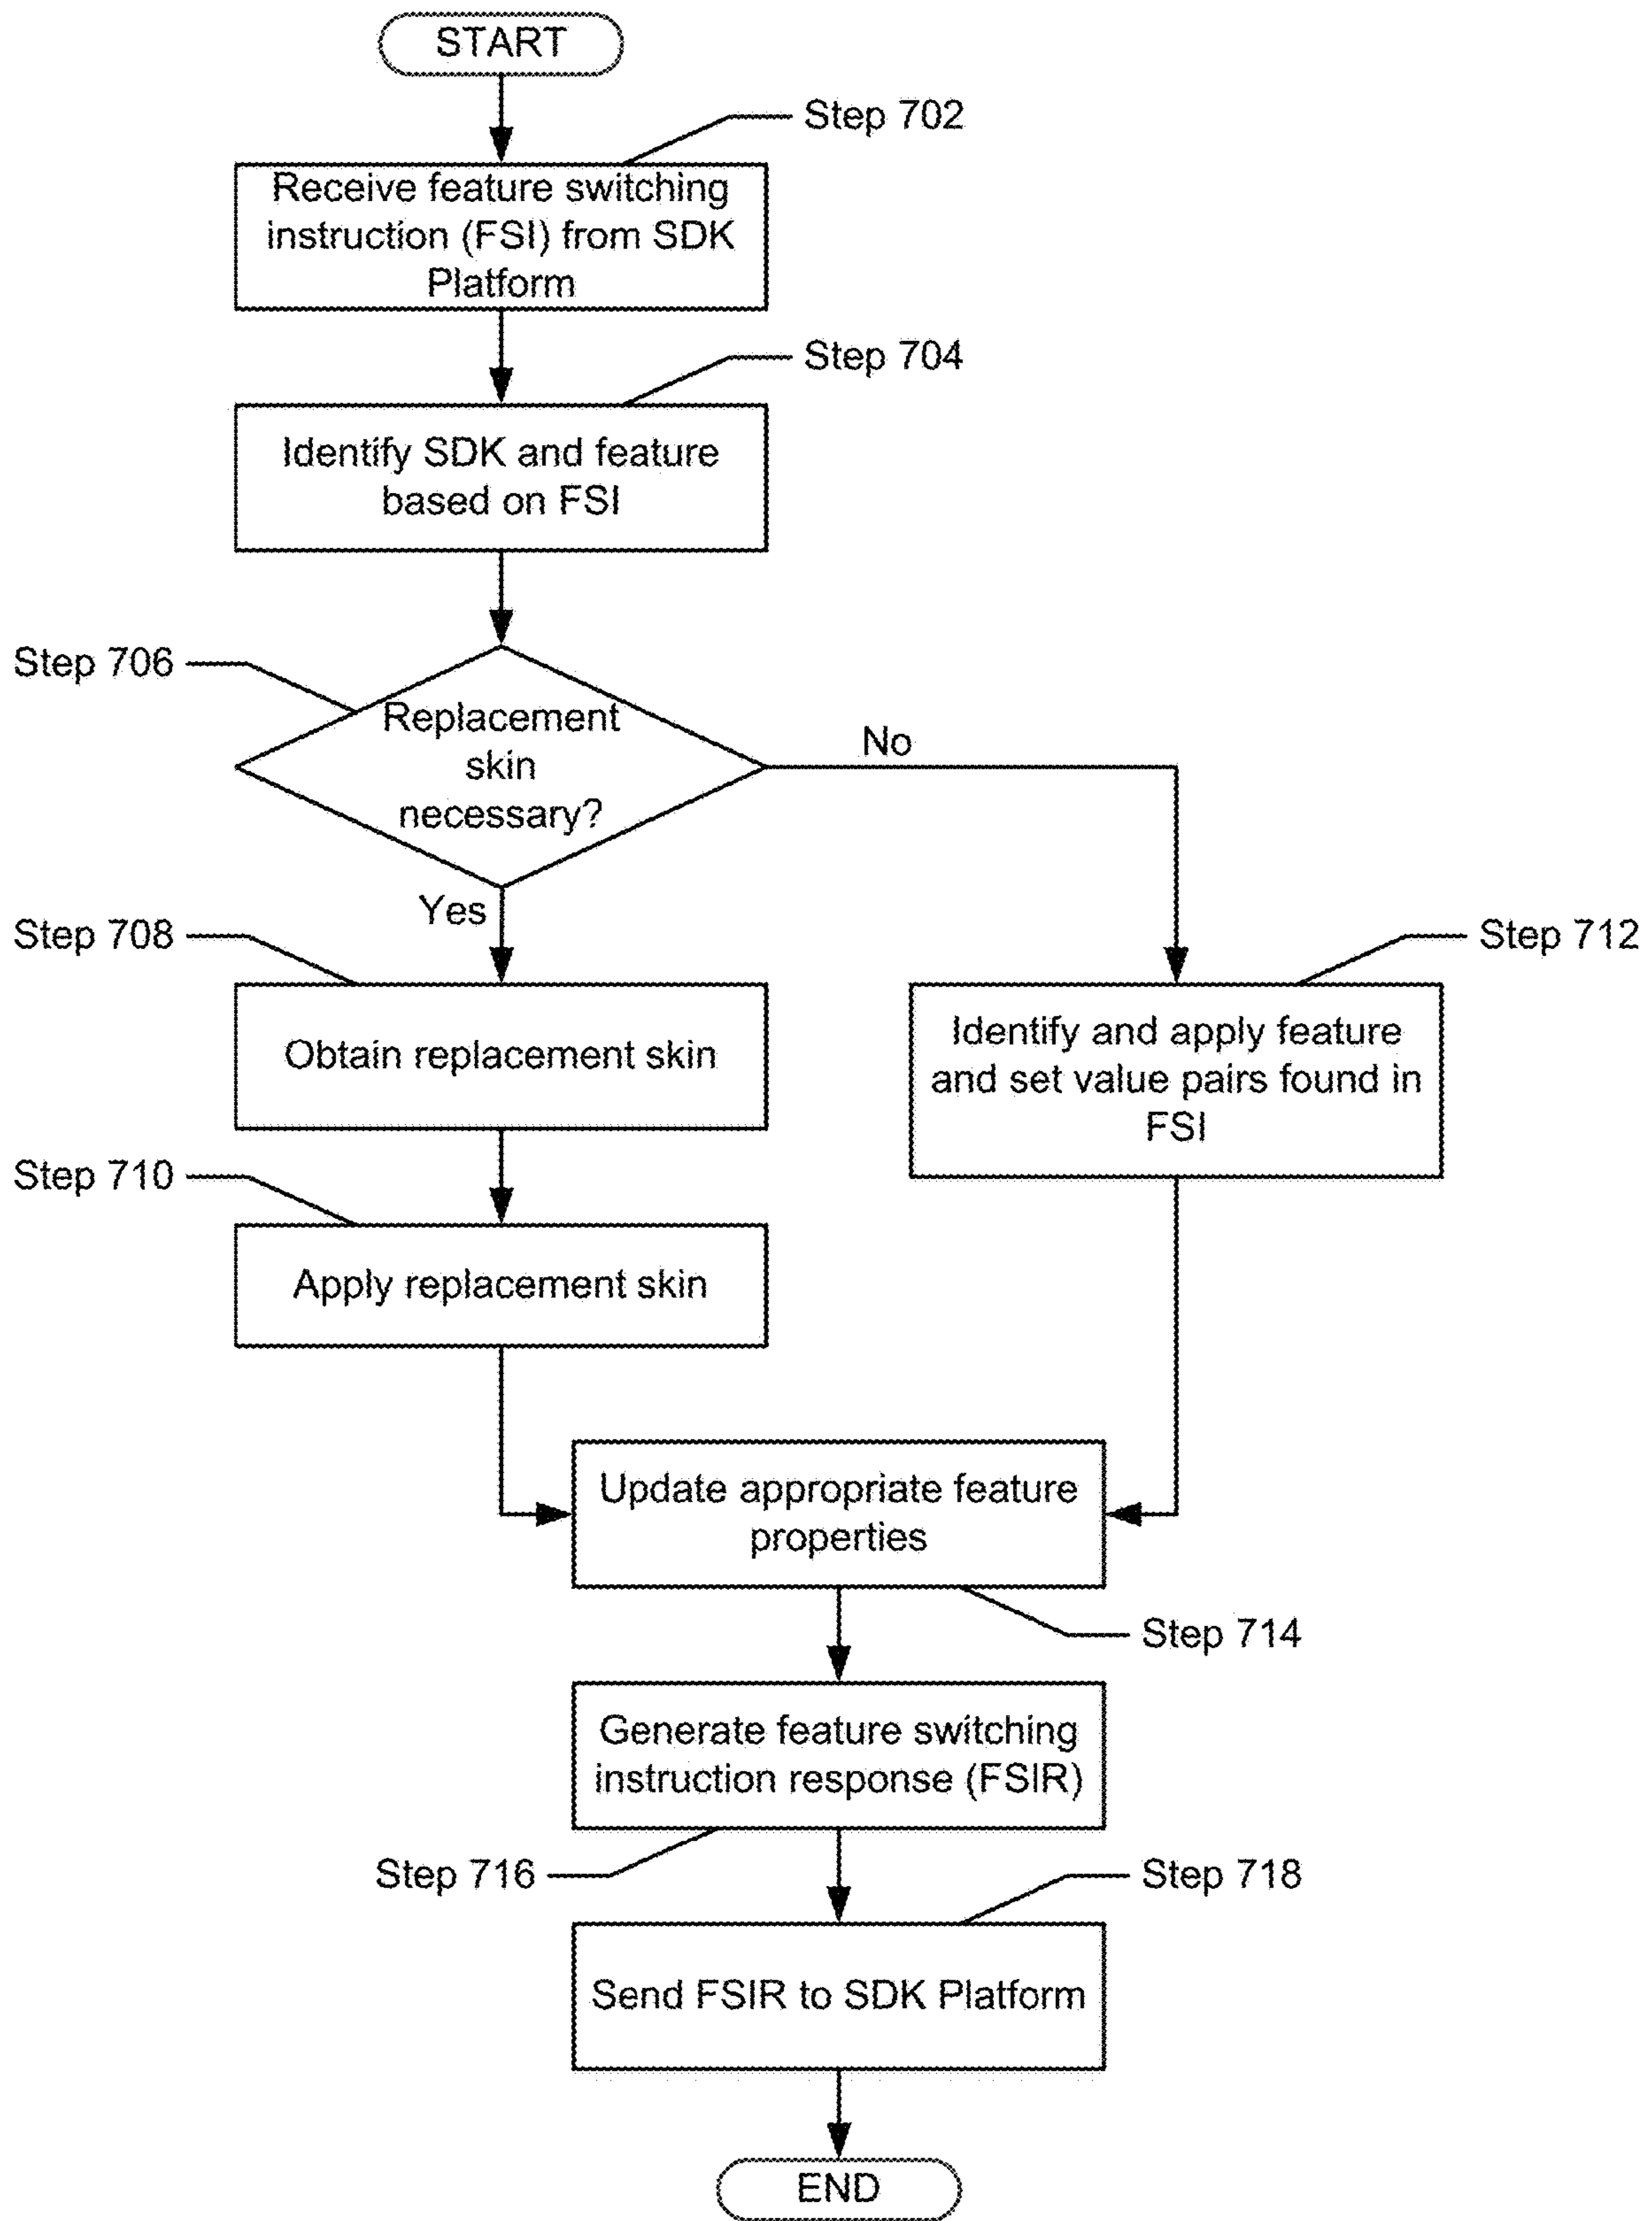 START
Step 702
Receive feature switching
instruction (FSI) from SDK
Platform
Step 704
Identify SDK and feature
based on FSI
Step 706
Replacement
skin
necessary?
No
Yes
Step 708
Obtain replacement skin
Step 712
Identify and apply feature
and set value pairs found in
FSI
Step 710
Apply replacement skin
Update appropriate feature
properties
Step 714
Generate feature switching
instruction response (FSIR)
Step 716
Step 718
Send FSIR to SDK Platform
END